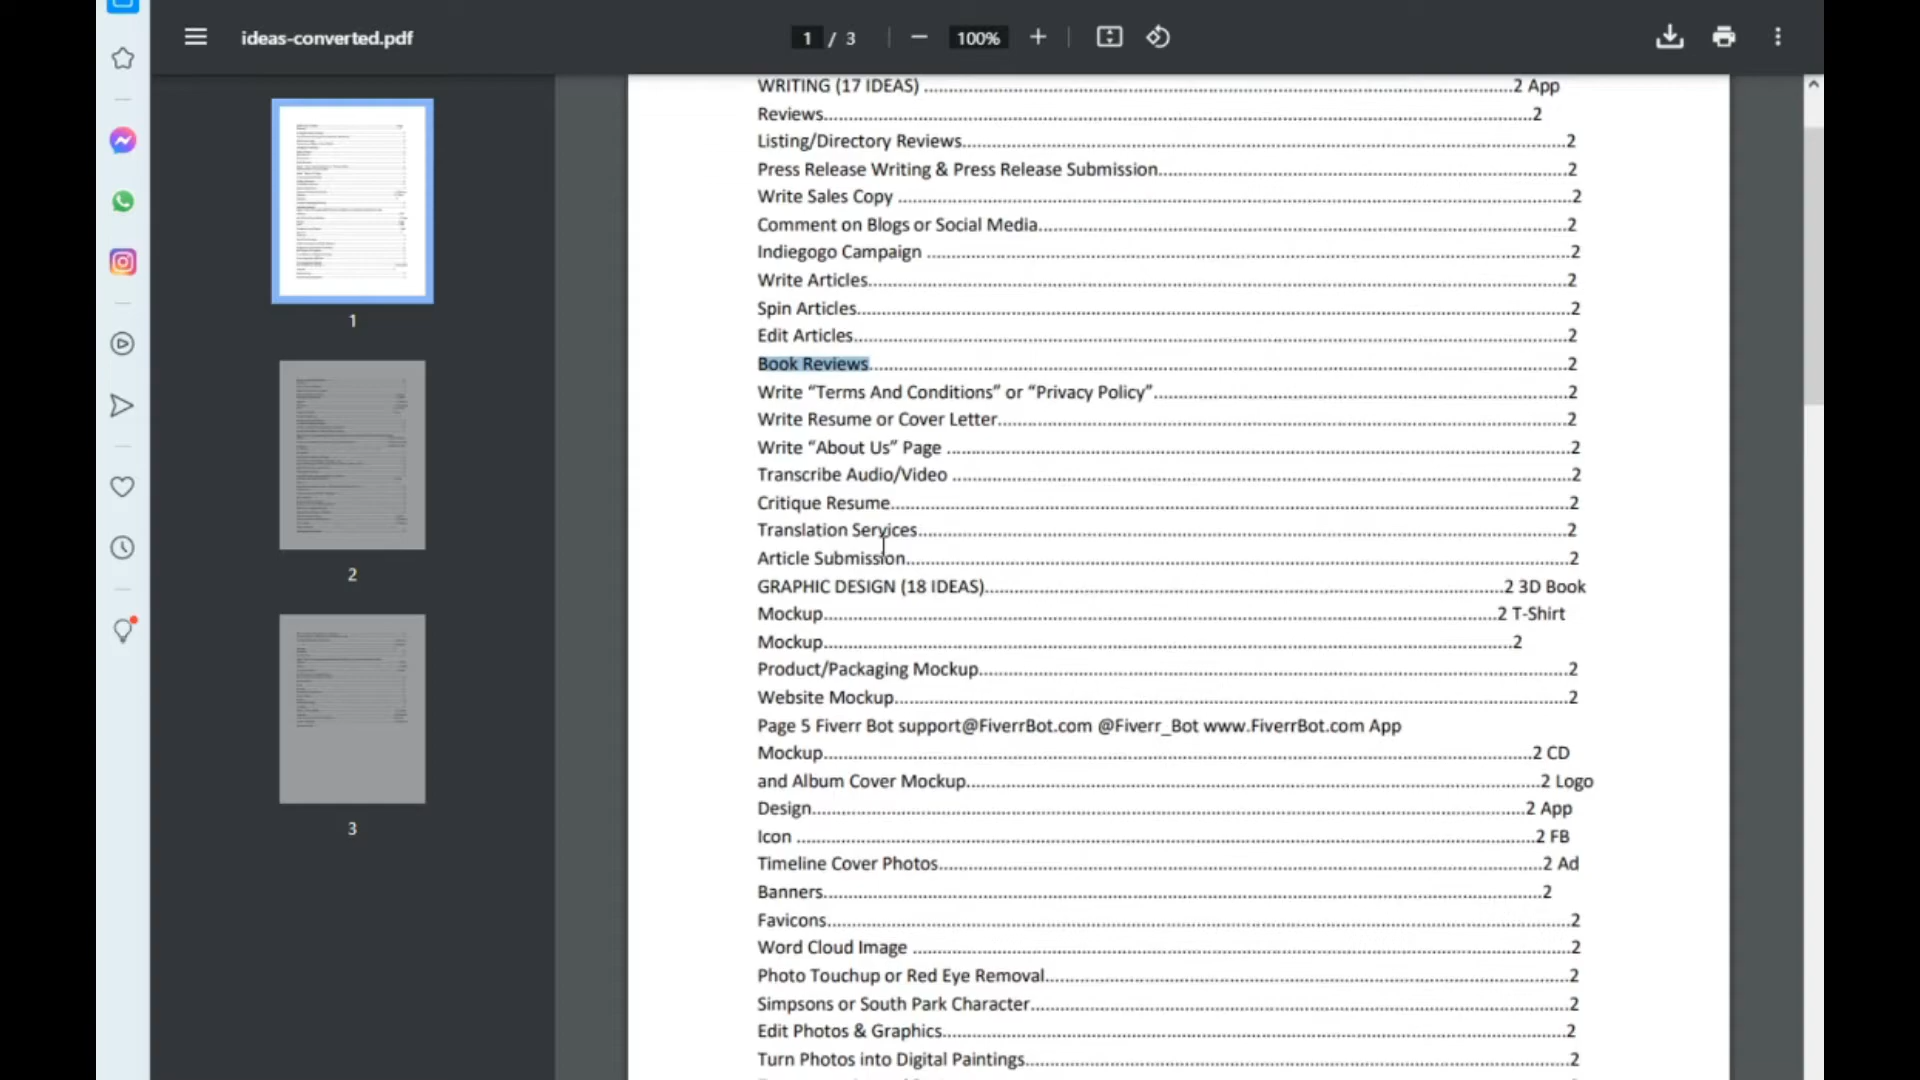 ideas-converted.pdf
1 / 3
100%
WRITING (17 IDEAS) ....................2 App
Reviews....................2
Listing/Directory Reviews....................2
Press Release Writing & Press Release Submission....................2
Write Sales Copy ....................2
Comment on Blogs or Social Media....................2
Indiegogo Campaign ....................2
Write Articles....................2
Spin Articles....................2
Edit Articles....................2
Book Reviews....................2
Write “Terms And Conditions” or “Privacy Policy”....................2
Write Resume or Cover Letter....................2
Write “About Us” Page ....................2
Transcribe Audio/Video ....................2
Critique Resume....................2
Translation Services....................2
Article Submission....................2
GRAPHIC DESIGN (18 IDEAS)....................2 3D Book
Mockup....................2 T-Shirt
Mockup....................2
Product/Packaging Mockup....................2
Website Mockup....................2
Page 5 Fiverr Bot support@FiverrBot.com @Fiverr_Bot www.FiverrBot.com App
Mockup....................2 CD
and Album Cover Mockup....................2 Logo
Design....................2 App
Icon ....................2 FB
Timeline Cover Photos....................2 Ad
Banners....................2
Favicons....................2
Word Cloud Image ....................2
Photo Touchup or Red Eye Removal....................2
Simpsons or South Park Character....................2
Edit Photos & Graphics....................2
Turn Photos into Digital Paintings....................2
1
2
3